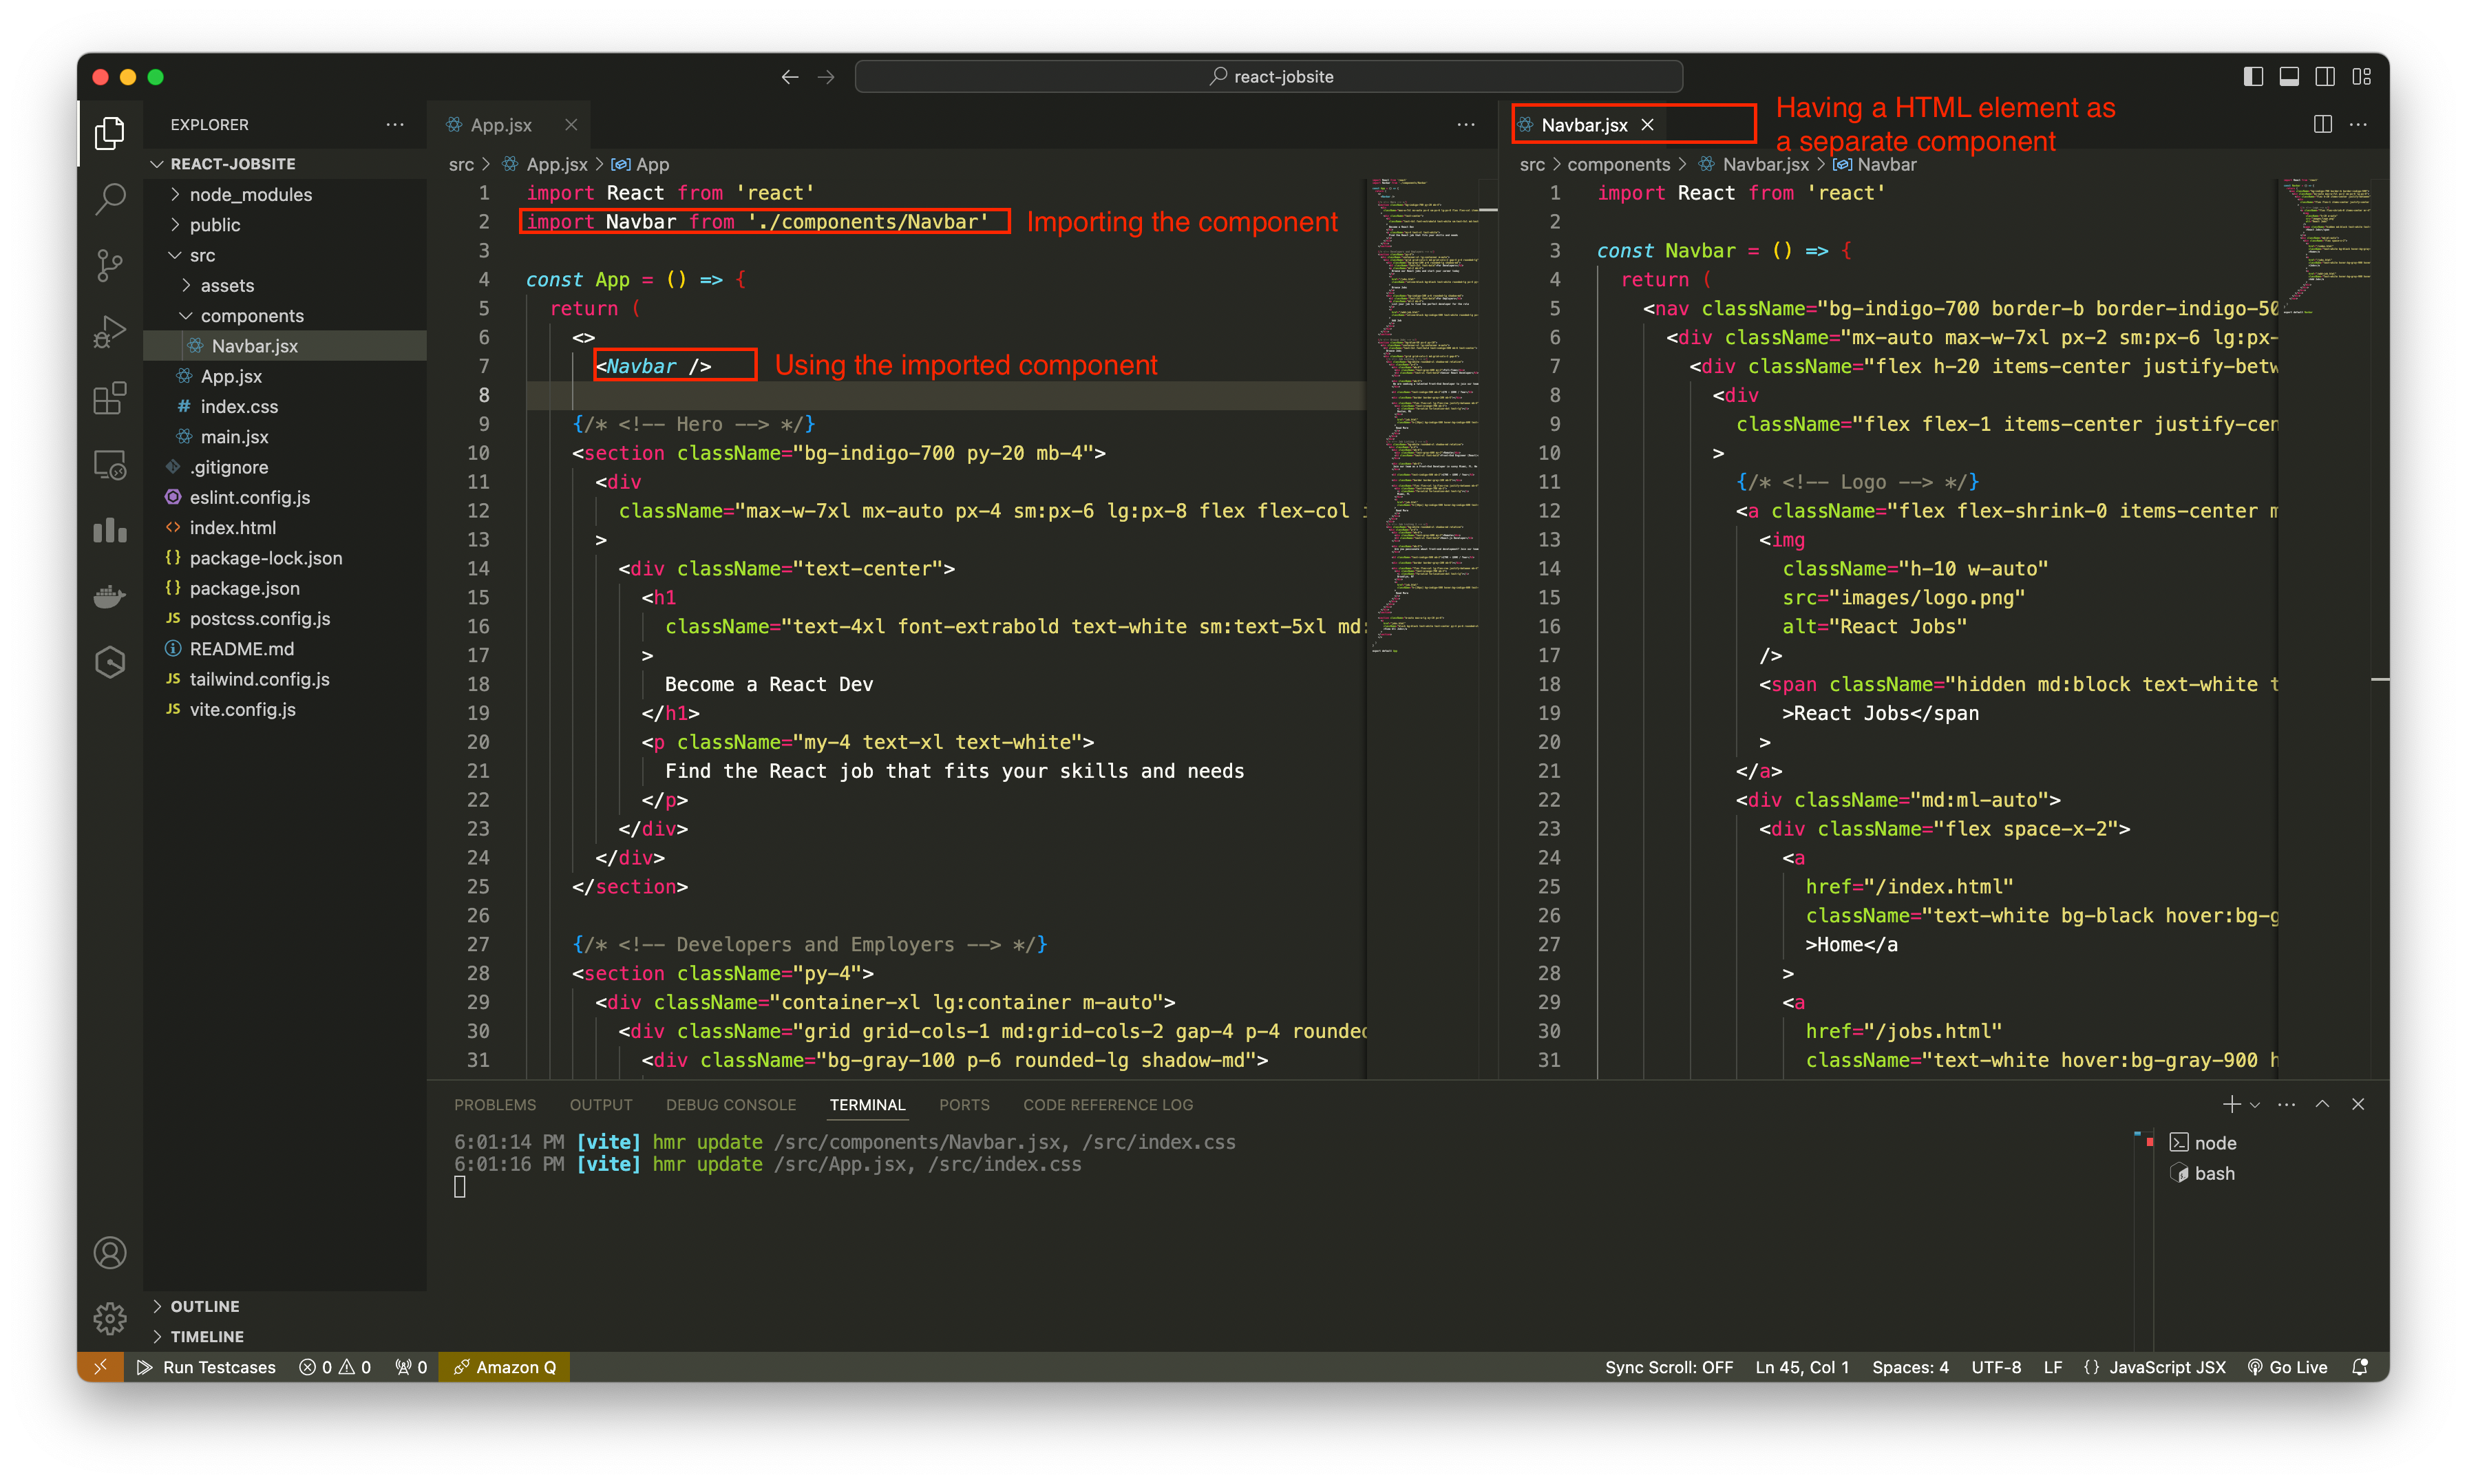 react-jobsite
EXPLORER
REACT-JOBSITE
node_modules
public
src
assets
components
Navbar.jsx
App.jsx
# index.css
main.jsx
.gitignore
eslint.config.js
<> index.html
{} package-lock.json
{} package.json
JS postcss.config.js
README.md
JS tailwind.config.js
JS vite.config.js
OUTLINE
TIMELINE
App.jsx
src > App.jsx > App
1 import React from 'react'
2 import Navbar from './components/Navbar'
Importing the component
3
4 const App = () => {
5 return (
6 <>
7 <Navbar />
Using the imported component
8
9 {/* <!-- Hero --> */}
10 <section className="bg-indigo-700 py-20 mb-4">
11 <div
12 className="max-w-7xl mx-auto px-4 sm:px-6 lg:px-8 flex flex-col
13 >
14 <div className="text-center">
15 <h1
16 className="text-4xl font-extrabold text-white sm:text-5xl md:
17 >
18 Become a React Dev
19 </h1>
20 <p className="my-4 text-xl text-white">
21 Find the React job that fits your skills and needs
22 </p>
23 </div>
24 </div>
25 </section>
26
27 {/* <!-- Developers and Employers --> */}
28 <section className="py-4">
29 <div className="container-xl lg:container m-auto">
30 <div className="grid grid-cols-1 md:grid-cols-2 gap-4 p-4 rounded
31 <div className="bg-gray-100 p-6 rounded-lg shadow-md">
Navbar.jsx
Having a HTML element as
a separate component
src > components > Navbar.jsx > Navbar
1 import React from 'react'
2
3 const Navbar = () => {
4 return (
5 <nav className="bg-indigo-700 border-b border-indigo-50
6 <div className="mx-auto max-w-7xl px-2 sm:px-6 lg:px-
7 <div className="flex h-20 items-center justify-betw
8 <div
9 className="flex flex-1 items-center justify-cen
10 >
11 {/* <!-- Logo --> */}
12 <a className="flex flex-shrink-0 items-center m
13 <img
14 className="h-10 w-auto"
15 src="images/logo.png"
16 alt="React Jobs"
17 />
18 <span className="hidden md:block text-white t
19 >React Jobs</span
20 >
21 </a>
22 <div className="md:ml-auto">
23 <div className="flex space-x-2">
24 <a
25 href="/index.html"
26 className="text-white bg-black hover:bg-g
27 >Home</a
28 >
29 <a
30 href="/jobs.html"
31 className="text-white hover:bg-gray-900 h
PROBLEMS OUTPUT DEBUG CONSOLE TERMINAL PORTS CODE REFERENCE LOG
6:01:14 PM [vite] hmr update /src/components/Navbar.jsx, /src/index.css
6:01:16 PM [vite] hmr update /src/App.jsx, /src/index.css
node
bash
Run Testcases 0 0 0 Amazon Q Sync Scroll: OFF Ln 45, Col 1 Spaces: 4 UTF-8 LF {} JavaScript JSX Go Live